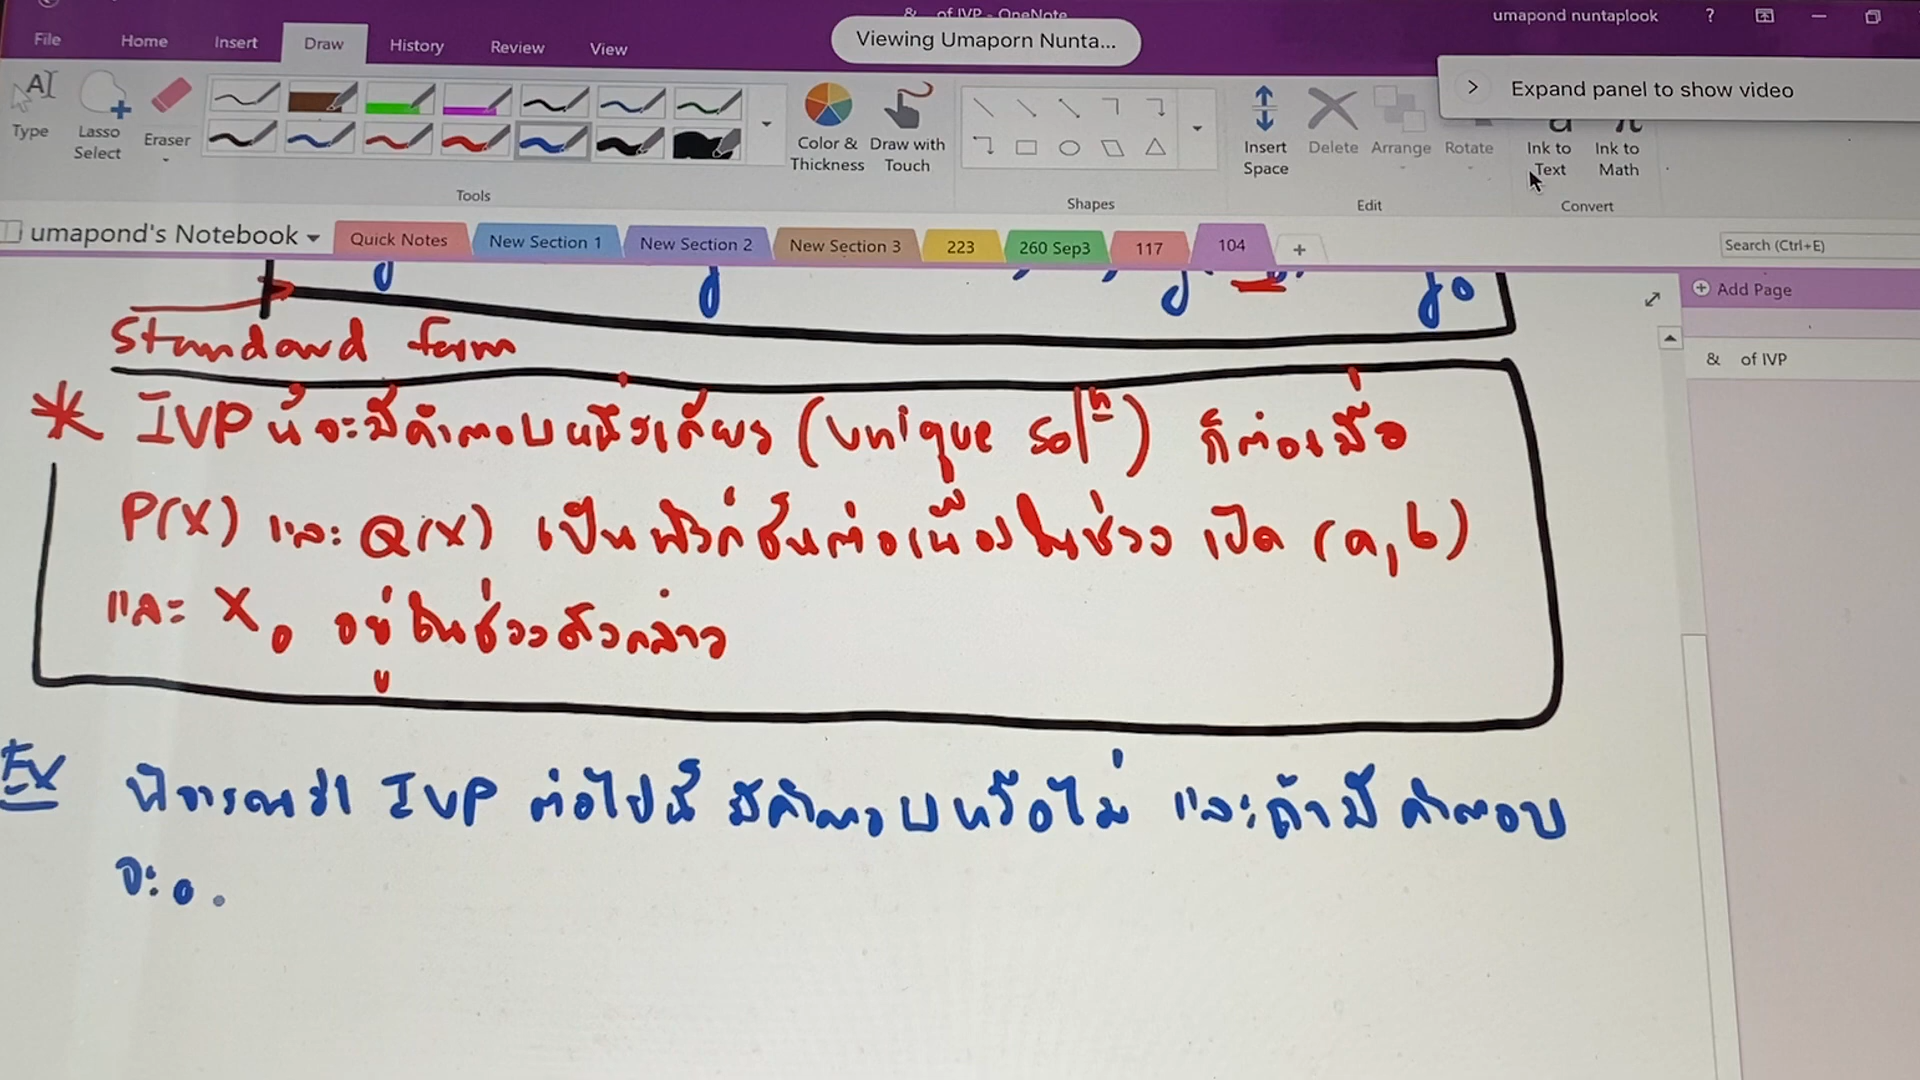 & of IVP - OneNote
umapond nuntaplook ?
Viewing Umaporn Nunta...
File Home Insert Draw History Review View
Expand panel to show video
Type Lasso Select Eraser
Color & Thickness Draw with Touch
Insert Space Delete Arrange Rotate Ink to Text Ink to Math
Tools Shapes Edit Convert
umapond's Notebook Quick Notes New Section 1 New Section 2 New Section 3 223 260 Sep3 117 104 +
Search (Ctrl+E)
Add Page
& of IVP
Standard form
* IVP นี้จะมีคำตอบหนึ่งเดียว (unique solⁿ) ก็ต่อเมื่อ
P(x) และ Q(x) เป็นฟังก์ชันต่อเนื่องในช่วง เปิด (a, b)
และ x₀ อยู่ในช่วงดังกล่าว
Ex พิจารณาว่า IVP ต่อไปนี้ มีคำตอบหรือไม่ และถ้ามี คำตอบ
จะ